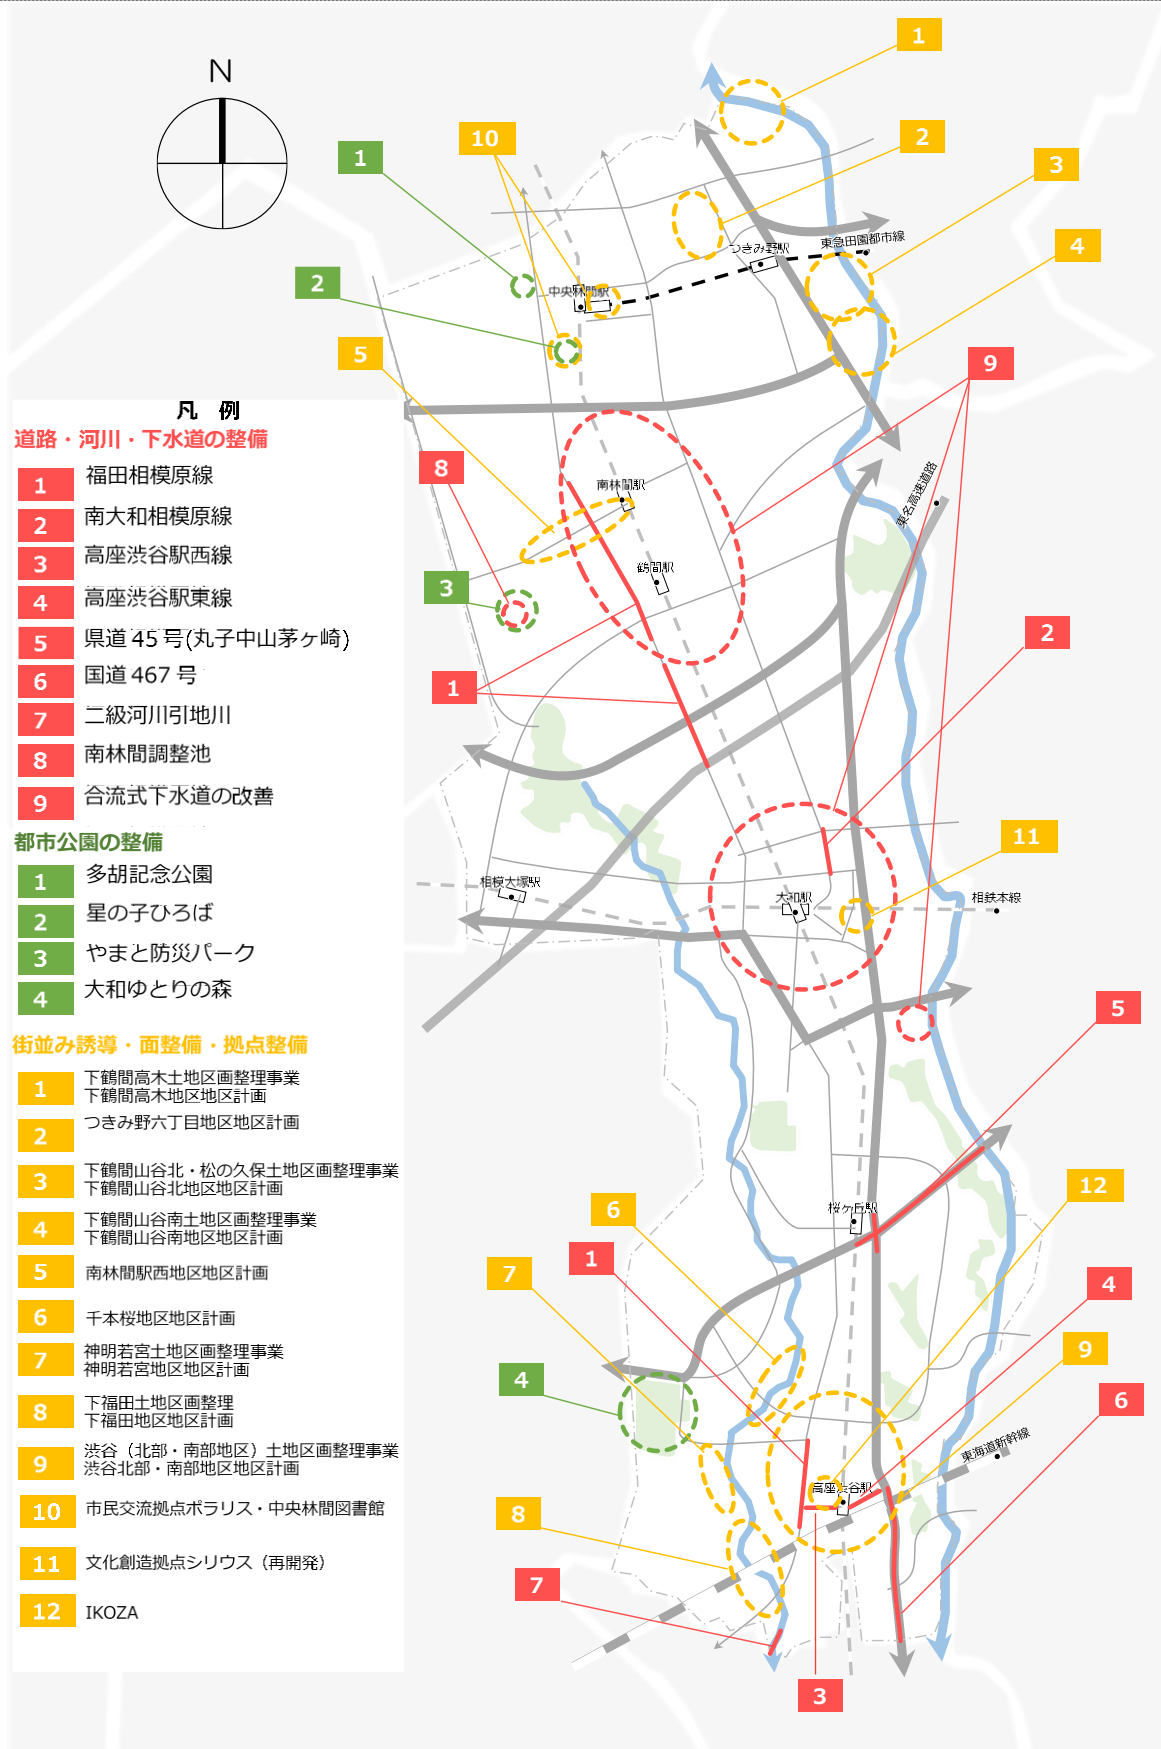 N
1
2
3
4
10
1
2
5
つきみ野駅
東急田園都市線
中央林間駅
9
8
南林間駅
東名高速道路
鶴間駅
3
2
1
11
相模大塚駅
大和駅
相鉄本線
5
12
桜ヶ丘駅
6
1
7
4
9
4
6
東海道新幹線
高座渋谷駅
8
7
3
凡 例
道路・河川・下水道の整備
1 福田相模原線
2 南大和相模原線
3 高座渋谷駅西線
4 高座渋谷駅東線
5 県道45号(丸子中山茅ヶ崎)
6 国道467号
7 二級河川引地川
8 南林間調整池
9 合流式下水道の改善
都市公園の整備
1 多胡記念公園
2 星の子ひろば
3 やまと防災パーク
4 大和ゆとりの森
街並み誘導・面整備・拠点整備
1 下鶴間高木土地区画整理事業
下鶴間高木地区地区計画
2 つきみ野六丁目地区地区計画
3 下鶴間山谷北・松の久保土地区画整理事業
下鶴間山谷北地区地区計画
4 下鶴間山谷南土地区画整理事業
下鶴間山谷南地区地区計画
5 南林間駅西地区地区計画
6 千本桜地区地区計画
7 神明若宮土地区画整理事業
神明若宮地区地区計画
8 下福田土地区画整理
下福田地区地区計画
9 渋谷（北部・南部地区）土地区画整理事業
渋谷北部・南部地区地区計画
10 市民交流拠点ポラリス・中央林間図書館
11 文化創造拠点シリウス（再開発）
12 IKOZA